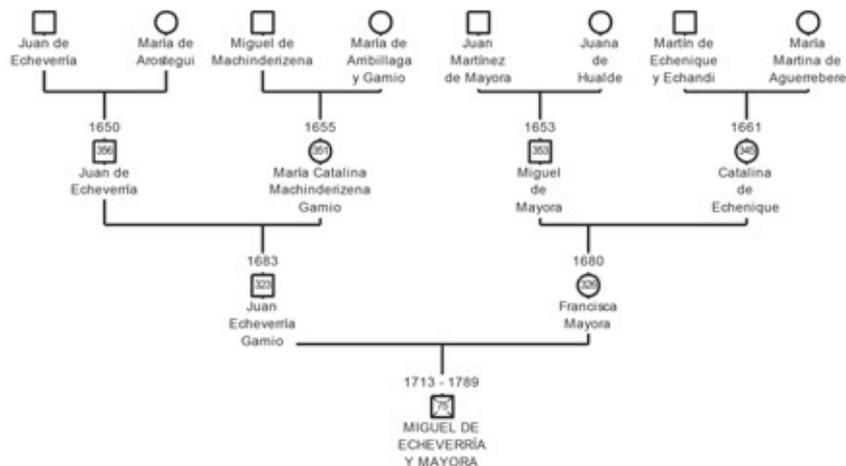 Juan de
Echeverría
María de
Arostegui
Miguel de
Machinderizena
María de
Arribillaga
y Gamio
Juan
Martínez
de Mayora
Juana
de
Hualde
Martín de
Echenique
y Echandi
María
Martina de
Aguerrebere
1650
356
Juan de
Echeverría
1655
351
María Catalina
Machinderizena
Gamio
1653
353
Miguel
de
Mayora
1661
345
Catalina
de
Echenique
1683
323
Juan
Echeverría
Gamio
1680
326
Francisca
Mayora
1713 - 1789
75
MIGUEL DE
ECHEVERRÍA
Y MAYORA